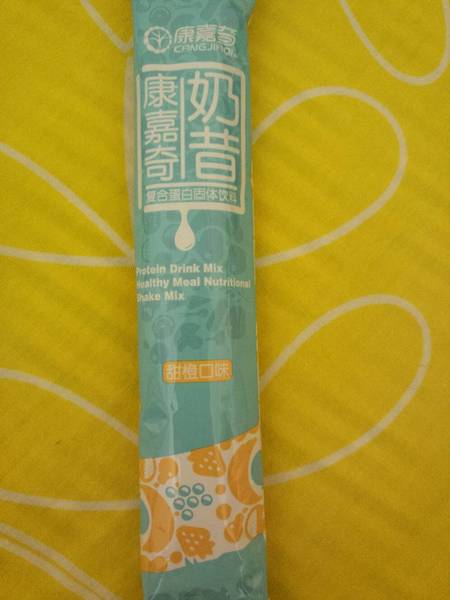 康嘉奇
CANGJIHQI
康嘉奇
奶昔
复合蛋白固体饮料
Protein Drink Mix
Healthy Meal Nutritional
Shake Mix
甜橙口味